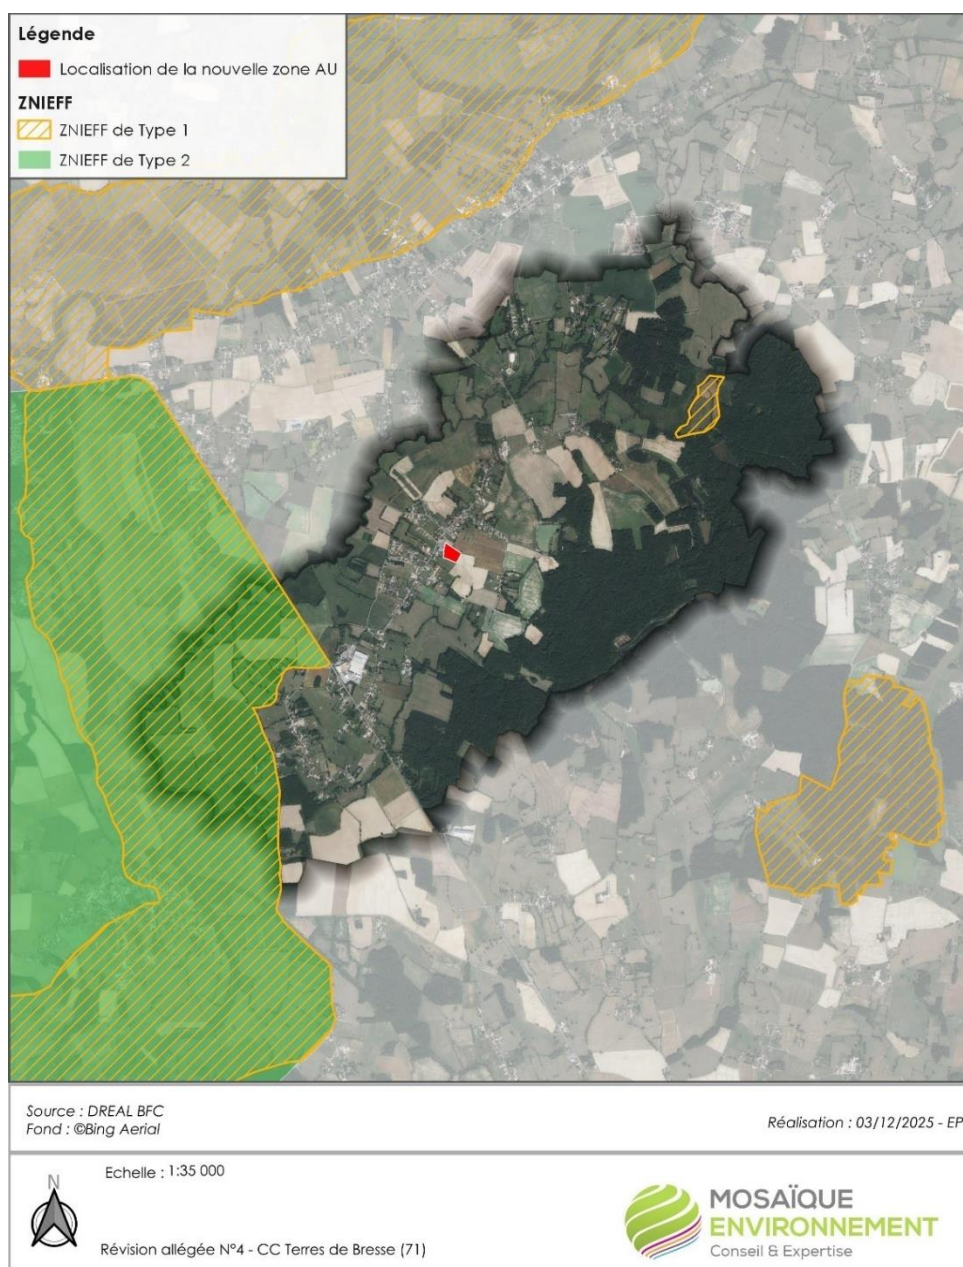 Légende
Localisation de la nouvelle zone AU
ZNIEFF
ZNIEFF de Type 1
ZNIEFF de Type 2
Source : DREAL BFC
Fond : ©Bing Aerial
Réalisation : 03/12/2025 - EP
Echelle : 1:35 000
N
Révision allégée N°4 - CC Terres de Bresse (71)
MOSAÏQUE
ENVIRONNEMENT
Conseil & Expertise